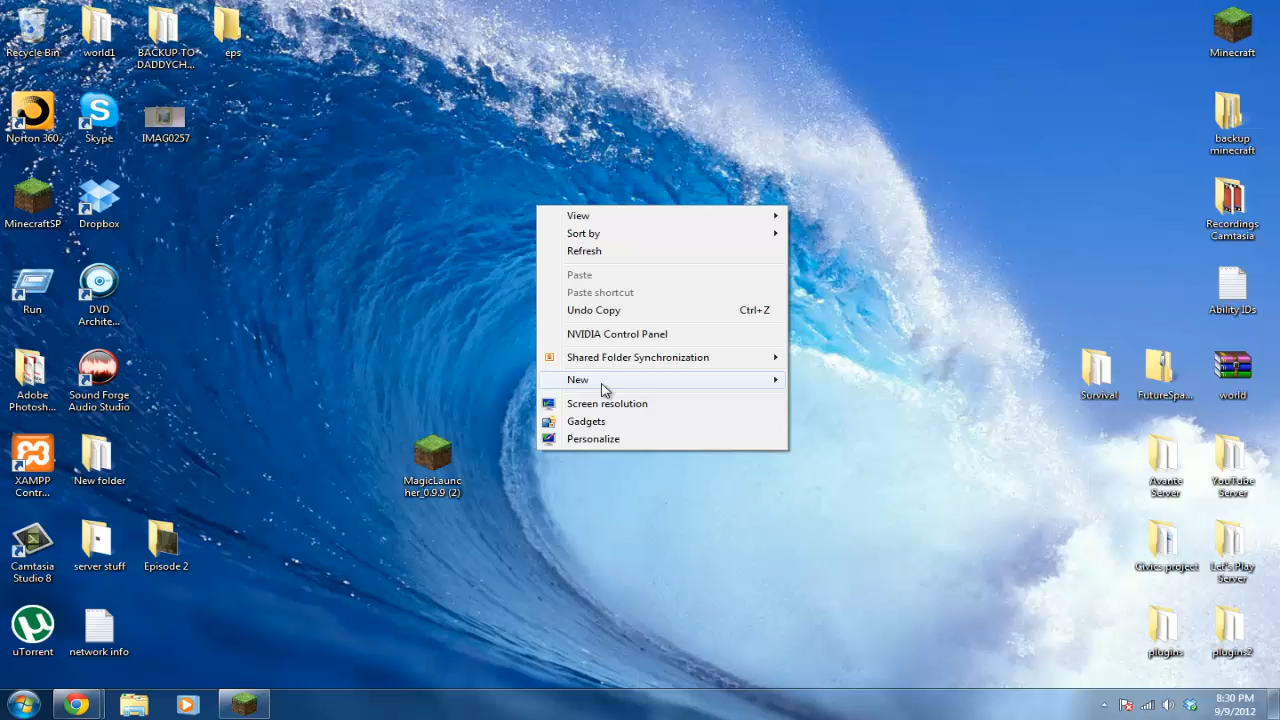 Recycle Bin
world1
BACKUP TO
DADDYCH...
eps
Minecraft
Norton 360
Skype
IMAG0257
backup
minecraft
MinecraftSP
Dropbox
Recordings
Camtasia
Run
DVD
Archite...
Ability IDs
Adobe
Photosh...
Sound Forge
Audio Studio
Survival
FutureSpa...
world
XAMPP
Contr...
New folder
MagicLaunc
her_0.9.9 (2)
Avante
Server
YouTube
Server
Camtasia
Studio 8
server stuff
Episode 2
Civics project
Let's Play
Server
uTorrent
network info
plugins
plugins2
View
Sort by
Refresh
Paste
Paste shortcut
Undo Copy Ctrl+Z
NVIDIA Control Panel
Shared Folder Synchronization
New
Screen resolution
Gadgets
Personalize
8:30 PM
9/9/2012